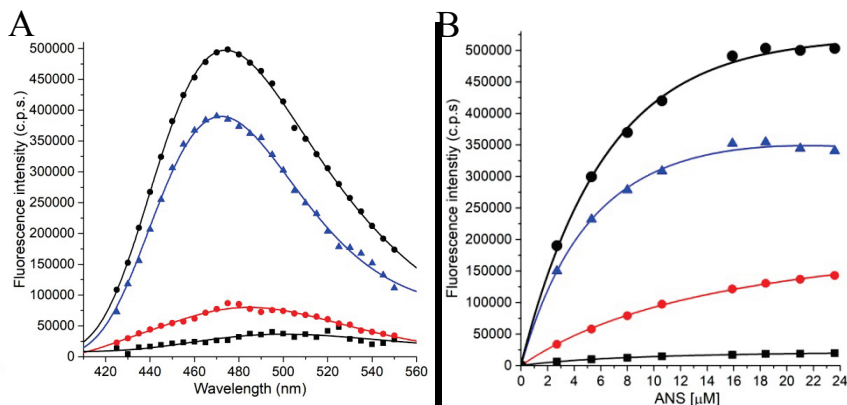 A
Fluorescence intensity (c.p.s.)
500000
450000
400000
350000
300000
250000
200000
150000
100000
50000
0
420 440 460 480 500 520 540 560
Wavelength (nm)
B
Fluorescence intenstiy (c.p.s)
500000
450000
400000
350000
300000
250000
200000
150000
100000
50000
0
0 2 4 6 8 10 12 14 16 18 20 22 24
ANS [µM]